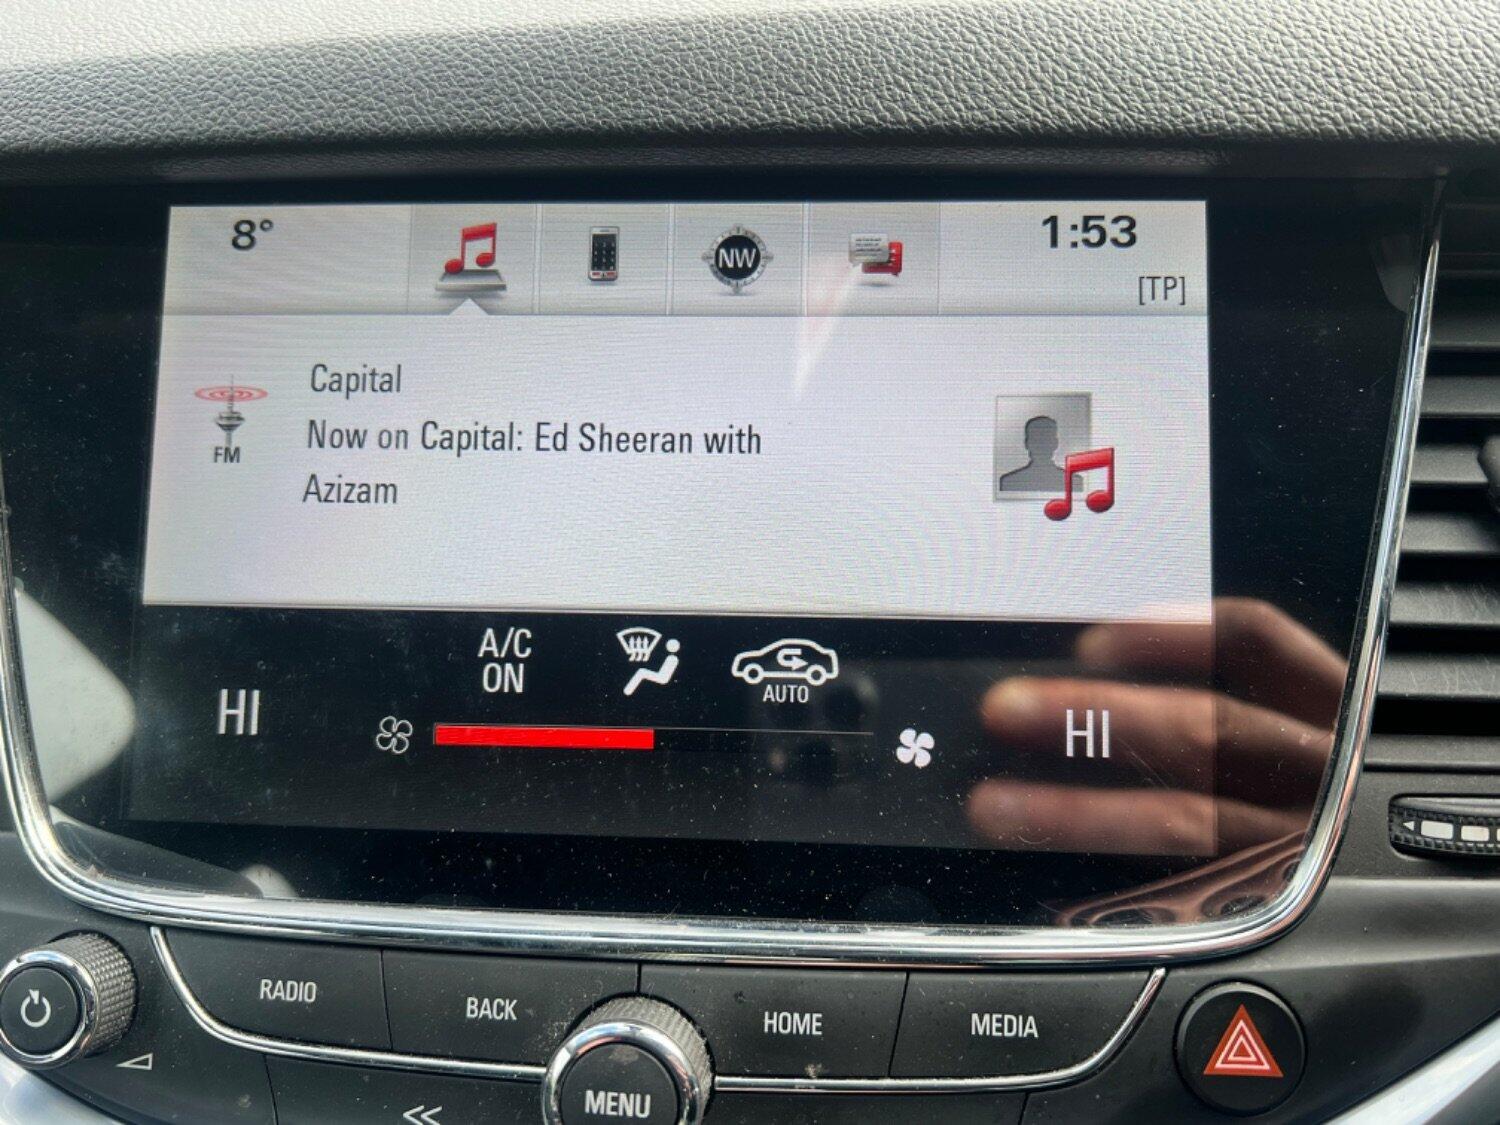 8°
NW
1:53
[TP]
FM
Capital
Now on Capital: Ed Sheeran with
Azizam
A/C
ON
AUTO
HI
HI
RADIO
BACK
HOME
MEDIA
MENU